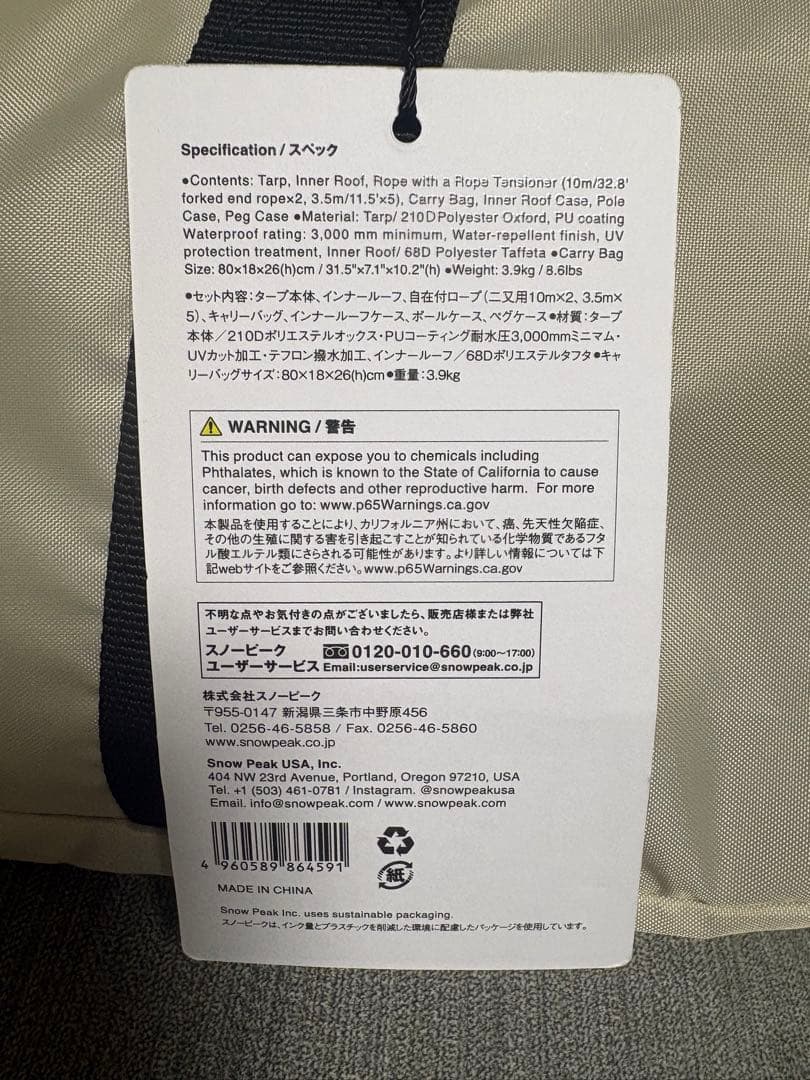 Specification / スペック
●Contents: Tarp, Inner Roof, Rope with a Rope Tensioner (10m/32.8'
forked end rope×2, 3.5m/11.5'×5), Carry Bag, Inner Roof Case, Pole
Case, Peg Case ●Material: Tarp/ 210D Polyester Oxford, PU coating
Waterproof rating: 3,000 mm minimum, Water-repellent finish, UV
protection treatment, Inner Roof/ 68D Polyester Taffeta ●Carry Bag
Size: 80×18×26(h)cm / 31.5"×7.1"×10.2"(h) ●Weight: 3.9kg / 8.6lbs
●セット内容：タープ本体、インナールーフ、自在付ロープ（二又用10m×2、3.5m×
5）、キャリーバッグ、インナールーフケース、ポールケース、ペグケース●材質：タープ
本体／210Dポリエステルオックス・PUコーティング耐水圧3,000mmミニマム・
UVカット加工・テフロン撥水加工、インナールーフ／68Dポリエステルタフタ●キャ
リーバッグサイズ：80×18×26(h)cm●重量：3.9kg
WARNING / 警告
This product can expose you to chemicals including
Phthalates, which is known to the State of California to cause
cancer, birth defects and other reproductive harm. For more
information go to: www.p65Warnings.ca.gov
本製品を使用することにより、カリフォルニア州において、癌、先天性欠陥症、
その他の生殖に関する害を引き起こすことが知られている化学物質であるフタ
ル酸エルテル類にさらされる可能性があります。より詳しい情報については下
記webサイトをご参照ください。www.p65Warnings.ca.gov
不明な点やお気付きの点がございましたら、販売店様または弊社
ユーザーサービスまでお問い合わせください。
スノーピーク 0120-010-660（9:00〜17:00）
ユーザーサービス Email:userservice@snowpeak.co.jp
株式会社スノーピーク
〒955-0147 新潟県三条市中野原456
Tel. 0256-46-5858 / Fax. 0256-46-5860
www.snowpeak.co.jp
Snow Peak USA, Inc.
404 NW 23rd Avenue, Portland, Oregon 97210, USA
Tel. +1 (503) 461-0781 / Instagram. @snowpeakusa
Email. info@snowpeak.com / www.snowpeak.com
4 960589 864591
紙
MADE IN CHINA
Snow Peak Inc. uses sustainable packaging.
スノーピークは、インク量とプラスチックを削減した環境に配慮したパッケージを使用しています。